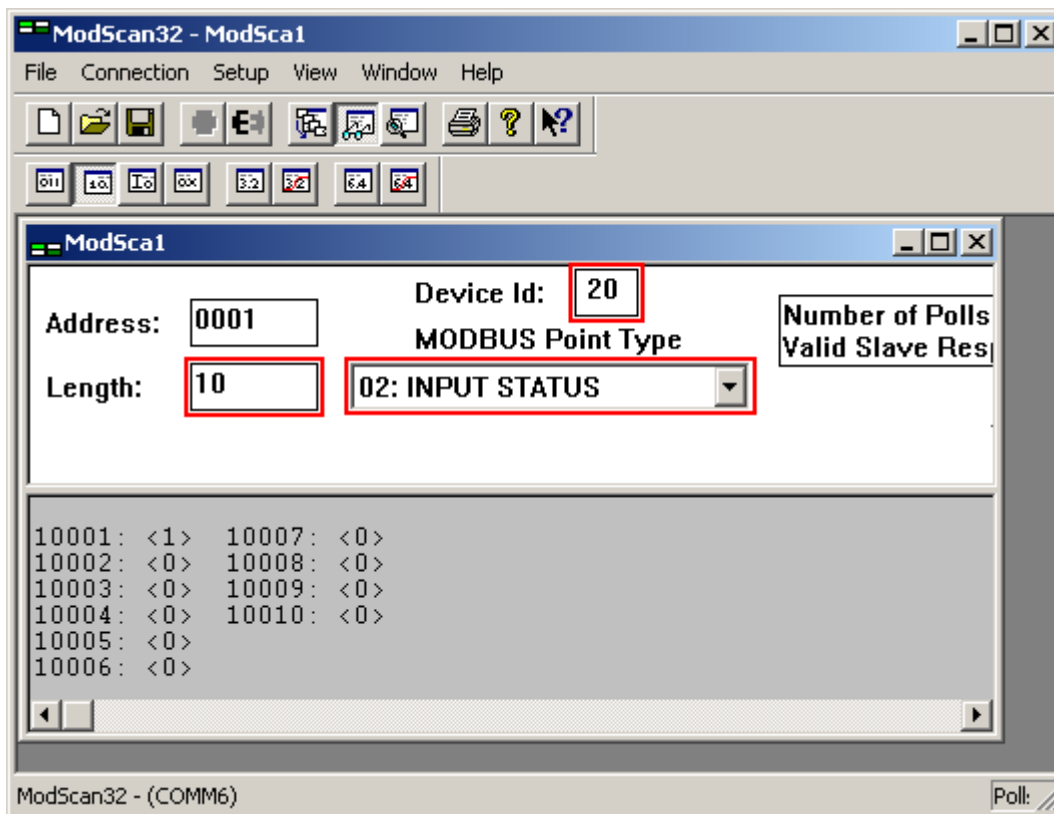 ModScan32 - ModSca1
File Connection Setup View Window Help
ModSca1
Device Id: 20
Address: 0001
MODBUS Point Type
Number of Polls
Valid Slave Resp
Length: 10
02: INPUT STATUS
10001: <1> 10007: <0>
10002: <0> 10008: <0>
10003: <0> 10009: <0>
10004: <0> 10010: <0>
10005: <0>
10006: <0>
ModScan32 - (COMM6)
Poll: